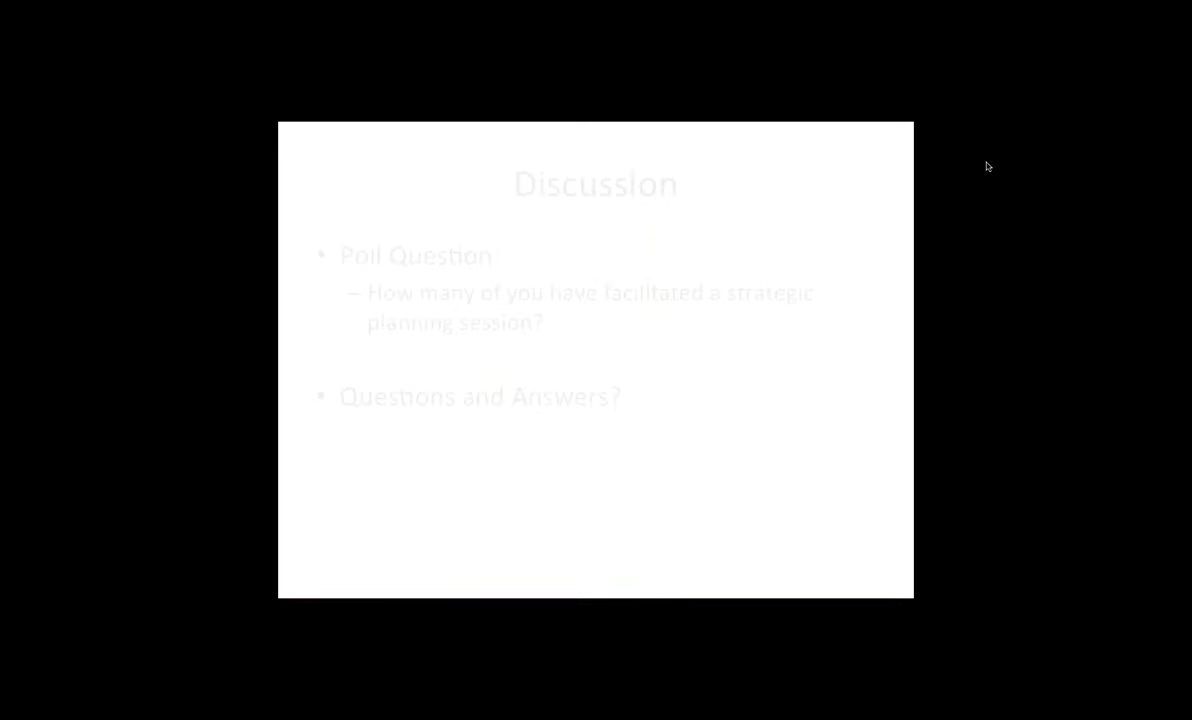 Discussion
• Poll Question
– How many of you have facilitated a strategic
planning session?
• Questions and Answers?